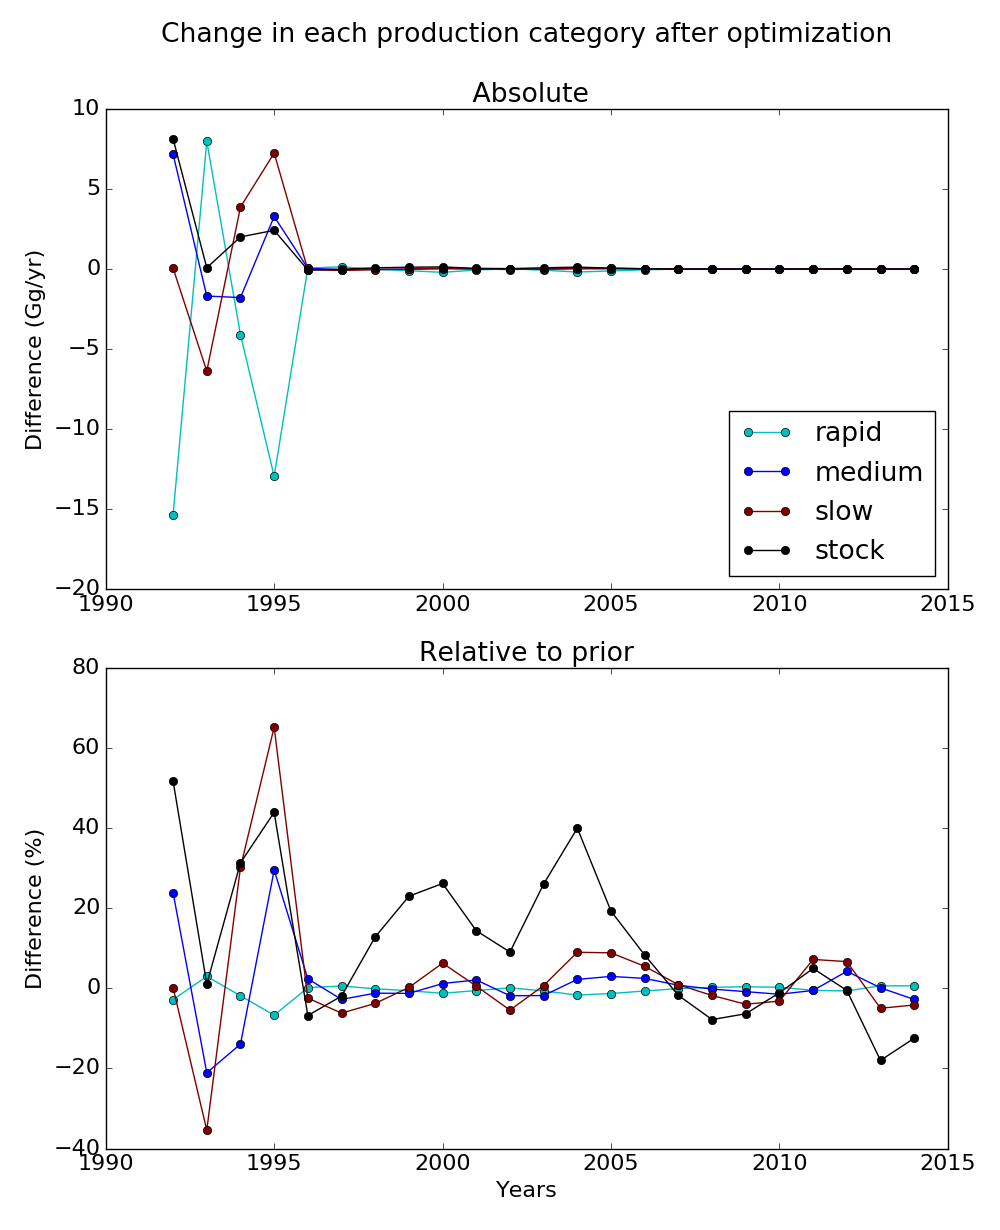 Change in each production category after optimization
Absolute
10
5
0
−5
−10
−15
−20
Difference (Gg/yr)
rapid
medium
slow
stock
1990 1995 2000 2005 2010 2015
Relative to prior
80
60
40
20
0
−20
−40
Difference (%)
1990 1995 2000 2005 2010 2015
Years